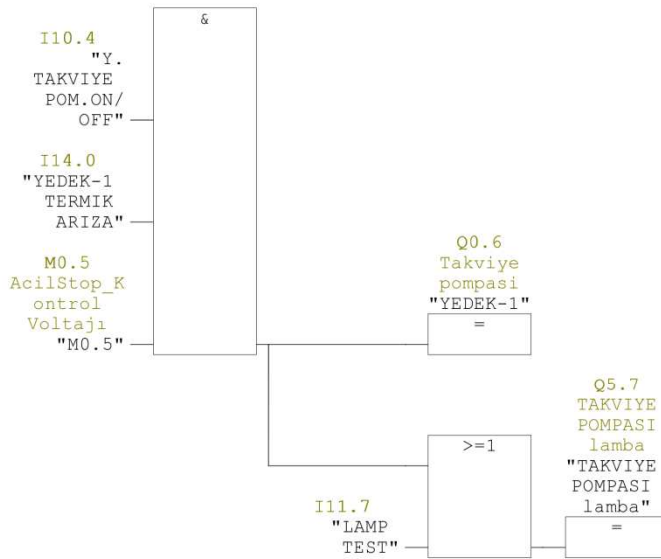 &
I10.4
"Y.
TAKVIYE
POM.ON/
OFF"
I14.0
"YEDEK-1
TERMIK
ARIZA"
M0.5
AcilStop_K
ontrol
Voltajı
"M0.5"
Q0.6
Takviye
pompasi
"YEDEK-1"
=
Q5.7
TAKVIYE
POMPASI
lamba
"TAKVIYE
POMPASI
lamba"
=
>=1
I11.7
"LAMP
TEST"